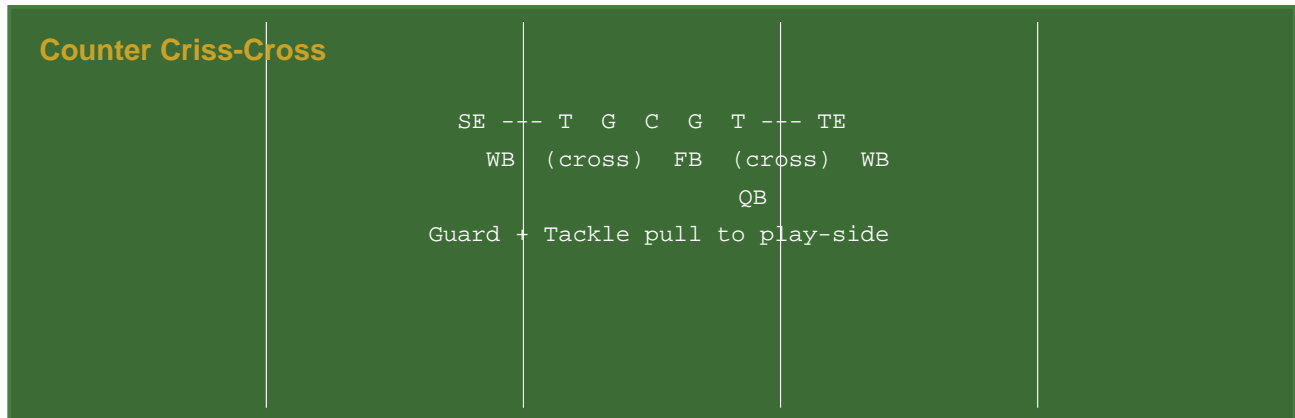 Counter Criss-Cross
SE --- T G C G T --- TE
WB (cross) FB (cross) WB
QB
Guard + Tackle pull to play-side